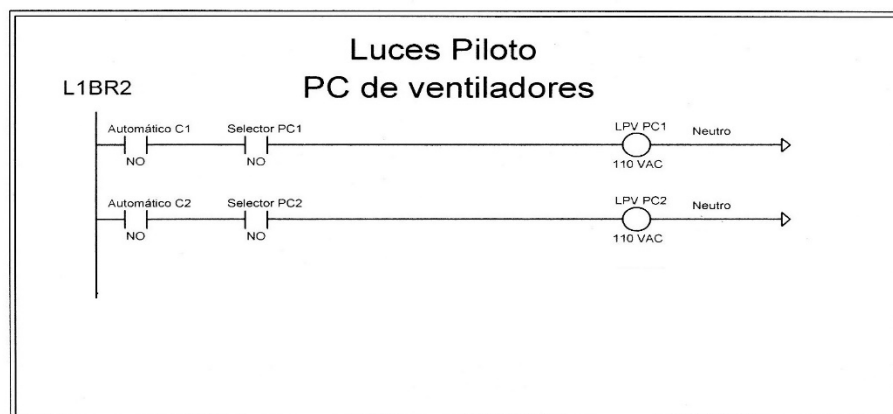 Luces Piloto
PC de ventiladores
L1BR2
Automático C1 Selector PC1 LPV PC1 Neutro
NO NO 110 VAC
Automático C2 Selector PC2 LPV PC2 Neutro
NO NO 110 VAC